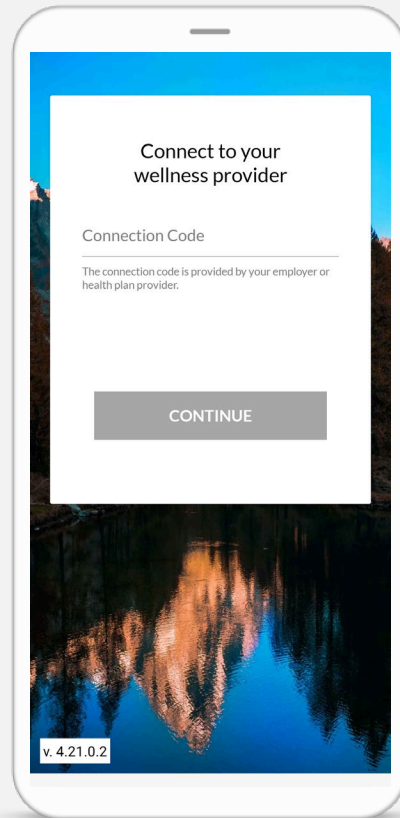 Connect to your
wellness provider
Connection Code
The connection code is provided by your employer or
health plan provider.
CONTINUE
v. 4.21.0.2